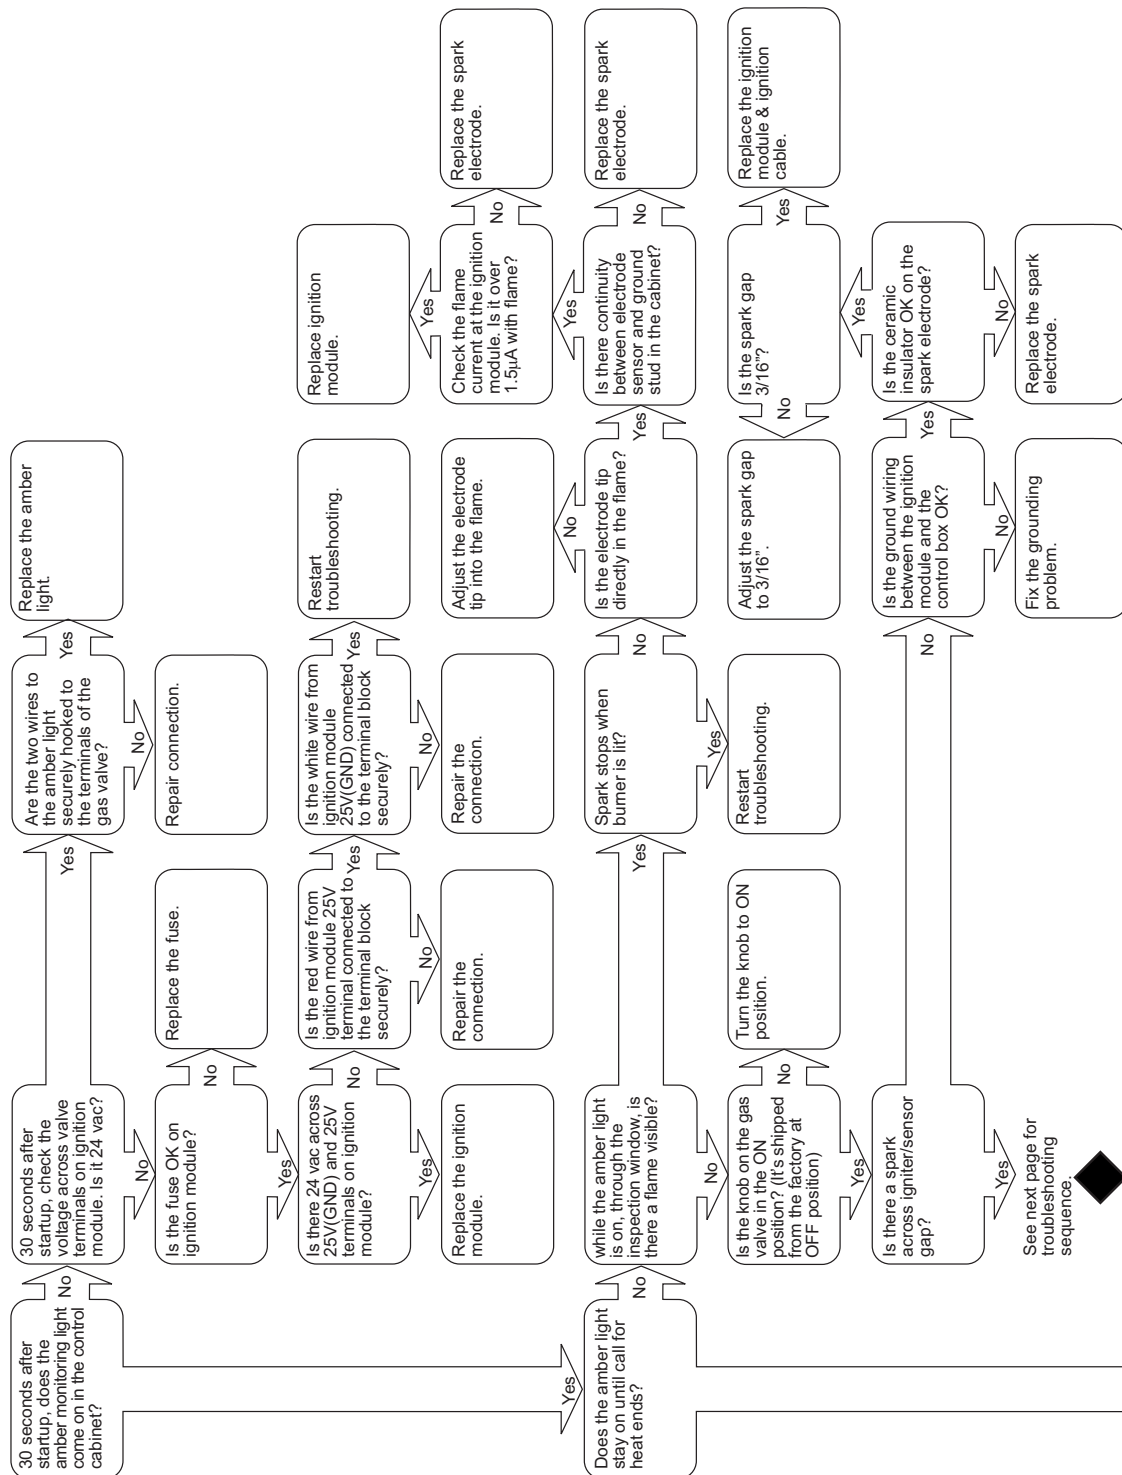 30 seconds after
startup, does the
amber monitoring light
come on in the control
cabinet?
No
30 seconds after
startup, check the
voltage across valve
terminals on ignition
module. Is it 24 vac?
Yes
Are the two wires to
the amber light
securely hooked to
the terminals of the
gas valve?
Yes
Replace the amber
light.
No
Repair connection.
No
Is the fuse OK on
ignition module?
No
Replace the fuse.
Yes
Is there 24 vac across
25V(GND) and 25V
terminals on ignition
module?
No
Is the red wire from
ignition module 25V
terminal connected to
the terminal block
securely?
Yes
Is the white wire from
ignition module
25V(GND) connected
to the terminal block
securely?
Yes
Restart
troubleshooting.
Yes
Replace the ignition
module.
No
Repair the
connection.
No
Repair the
connection.
Yes
Does the amber light
stay on until call for
heat ends?
No
while the amber light
is on, through the
inspection window, is
there a flame visible?
Yes
Spark stops when
burner is lit?
No
Is the electrode tip
directly in the flame?
Yes
Is there continuity
between electrode
sensor and ground
stud in the cabinet?
No
Replace the spark
electrode.
No
Adjust the electrode
tip into the flame.
Yes
Check the flame
current at the ignition
module. Is it over
1.5µA with flame?
No
Replace the spark
electrode.
Yes
Replace ignition
module.
Yes
Restart
troubleshooting.
No
Is the knob on the gas
valve in the ON
position? (It's shipped
from the factory at
OFF position)
No
Turn the knob to ON
position.
Yes
Is there a spark
across igniter/sensor
gap?
No
Is the ground wiring
between the ignition
module and the
control box OK?
Yes
Is the ceramic
insulator OK on the
spark electrode?
Yes
Is the spark gap
3/16”?
Yes
Replace the ignition
module & ignition
cable.
No
Adjust the spark gap
to 3/16”.
No
Fix the grounding
problem.
No
Replace the spark
electrode.
Yes
See next page for
troubleshooting
sequence.